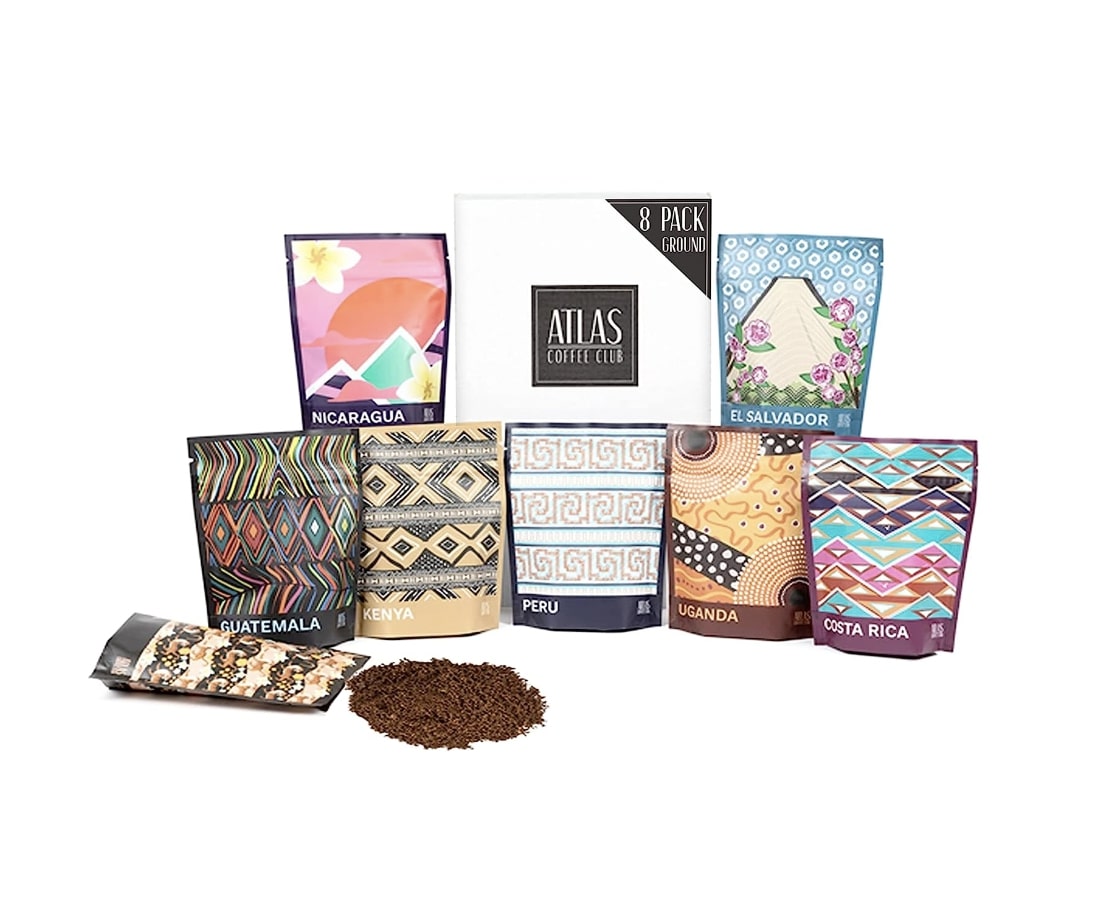 8 PACK
GROUND
ATLAS
COFFEE CLUB
NICARAGUA
EL SALVADOR
GUATEMALA
KENYA
PERU
UGANDA
COSTA RICA